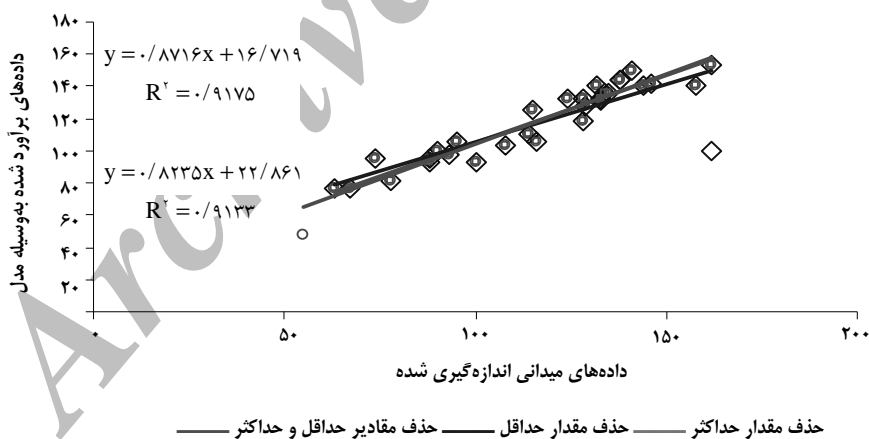 ۱۸۰
۱۶۰
۱۴۰
۱۲۰
۱۰۰
۸۰
۶۰
۴۰
۲۰
۰
۵۰
۱۰۰
۱۵۰
۲۰۰
y = ۰/۸۷۱۶x + ۱۶/۷۱۹
R² = ۰/۹۱۷۵
y = ۰/۸۲۳۵x + ۲۲/۸۶۱
R² = ۰/۹۱۳۳
داده‌های برآورد شده به‌وسیله مدل
داده‌های میدانی اندازه‌گیری شده
حذف مقدار حداکثر حذف مقدار حداقل حذف مقادیر حداقل و حداکثر